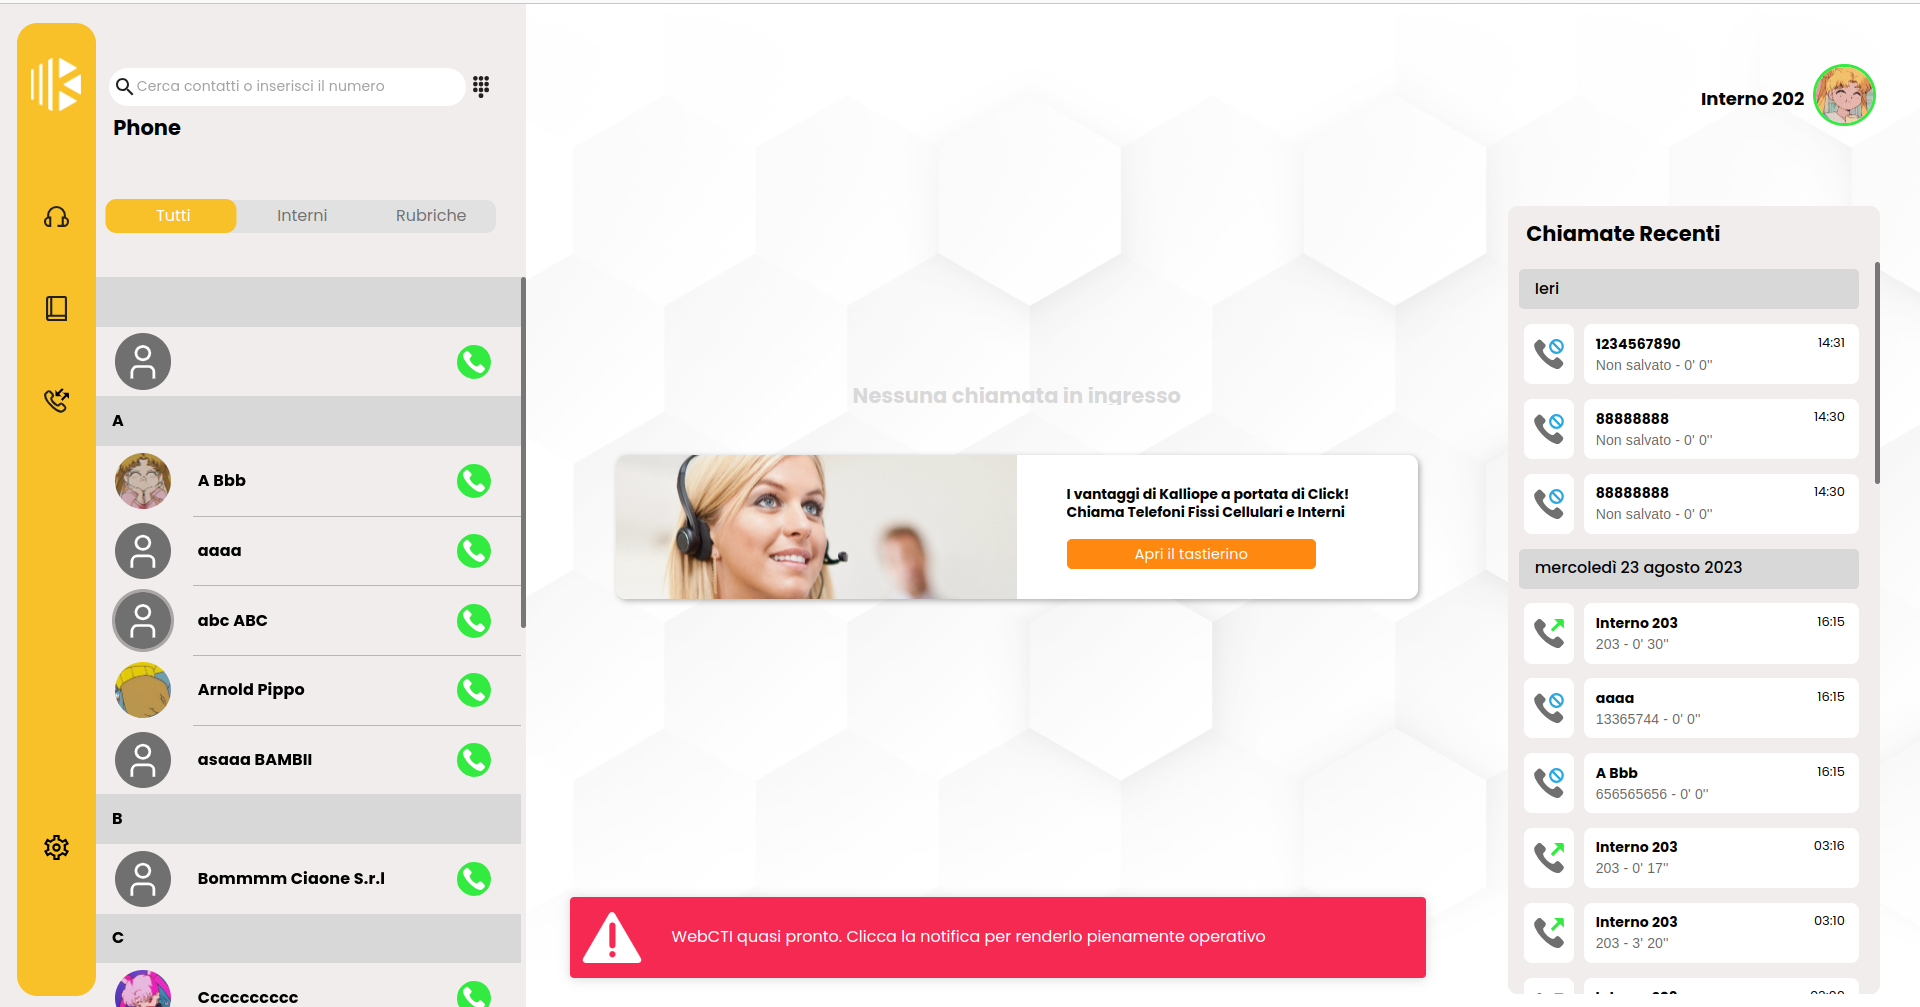 Cerca contatti o inserisci il numero
Phone
Tutti
Interni
Rubriche
A
A Bbb
aaaa
abc ABC
Arnold Pippo
asaaa BAMBII
B
Bommmm Ciaone S.r.l
C
Cccccccccc
Nessuna chiamata in ingresso
I vantaggi di Kalliope a portata di Click!
Chiama Telefoni Fissi Cellulari e Interni
Apri il tastierino
WebCTI quasi pronto. Clicca la notifica per renderlo pienamente operativo
Interno 202
Chiamate Recenti
Ieri
1234567890 14:31
Non salvato - 0' 0''
88888888 14:30
Non salvato - 0' 0''
88888888 14:30
Non salvato - 0' 0''
mercoledì 23 agosto 2023
Interno 203 16:15
203 - 0' 30''
aaaa 16:15
13365744 - 0' 0''
A Bbb 16:15
656565656 - 0' 0''
Interno 203 03:16
203 - 0' 17''
Interno 203 03:10
203 - 3' 20''